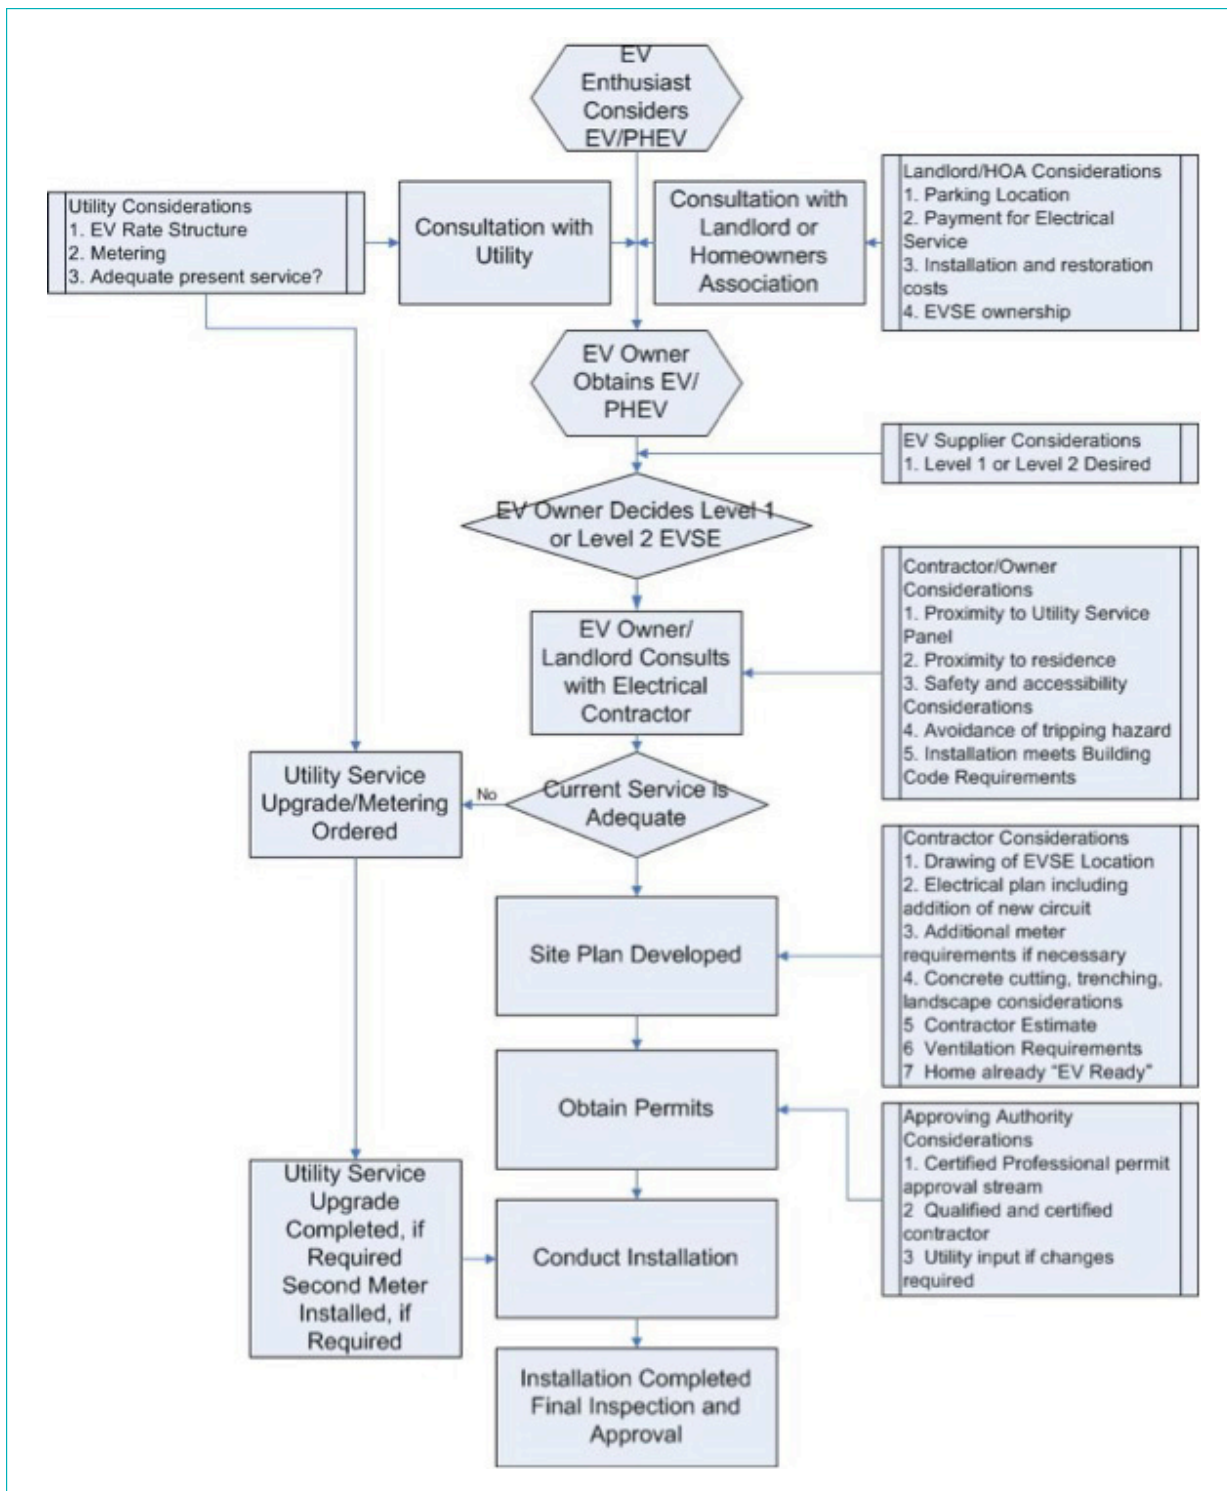 EV
Enthusiast
Considers
EV/PHEV
Utility Considerations
1. EV Rate Structure
2. Metering
3. Adequate present service?
Consultation with
Utility
Consultation with
Landlord or
Homeowners
Association
Landlord/HOA Considerations
1. Parking Location
2. Payment for Electrical
Service
3. Installation and restoration
costs
4. EVSE ownership
EV Owner
Obtains EV/
PHEV
EV Supplier Considerations
1. Level 1 or Level 2 Desired
EV Owner Decides Level 1
or Level 2 EVSE
Contractor/Owner
Considerations
1. Proximity to Utility Service
Panel
2. Proximity to residence
3. Safety and accessibility
Considerations
4. Avoidance of tripping hazard
5. Installation meets Building
Code Requirements
EV Owner/
Landlord Consults
with Electrical
Contractor
Utility Service
Upgrade/Metering
Ordered
No
Current Service is
Adequate
Contractor Considerations
1. Drawing of EVSE Location
2. Electrical plan including
addition of new circuit
3. Additional meter
requirements if necessary
4. Concrete cutting, trenching,
landscape considerations
5 Contractor Estimate
6 Ventilation Requirements
7 Home already "EV Ready"
Site Plan Developed
Obtain Permits
Approving Authority
Considerations
1. Certified Professional permit
approval stream
2 Qualified and certified
contractor
3 Utility input if changes
required
Utility Service
Upgrade
Completed, if
Required
Second Meter
Installed, if
Required
Conduct Installation
Installation Completed
Final Inspection and
Approval